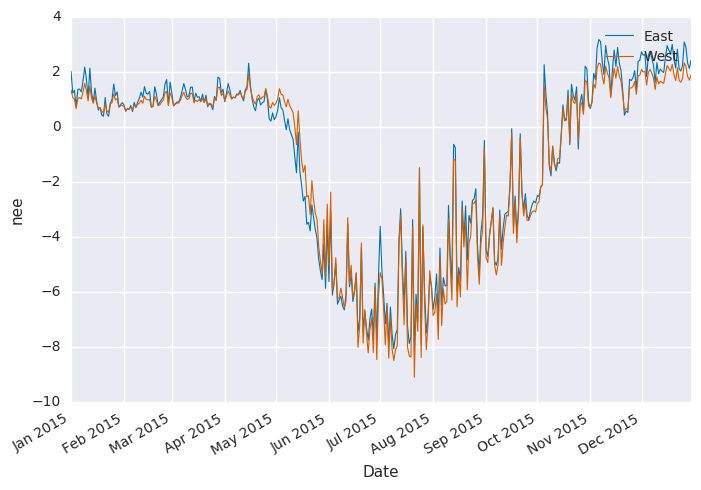 4
2
0
−2
−4
−6
−8
−10
nee
East
West
Jan 2015
Feb 2015
Mar 2015
Apr 2015
May 2015
Jun 2015
Jul 2015
Aug 2015
Sep 2015
Oct 2015
Nov 2015
Dec 2015
Date